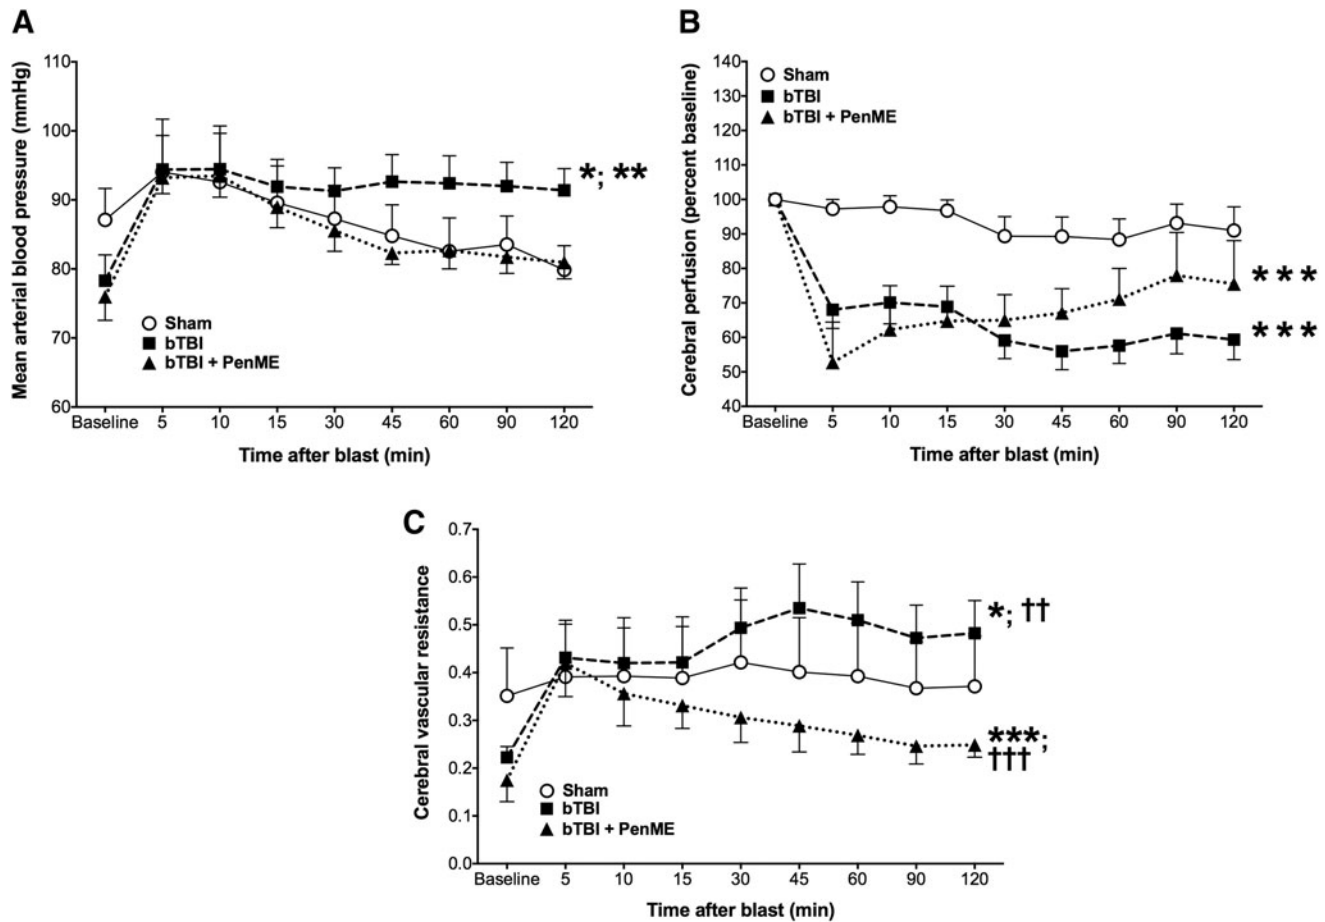 A
Mean arterial blood pressure (mmHg)
110
100
90
80
70
60
*; **
Sham
bTBI
bTBI + PenME
Baseline 5 10 15 30 45 60 90 120
Time after blast (min)
B
Cerebral perfusion (percent baseline)
140
130
120
110
100
90
80
70
60
50
40
Sham
bTBI
bTBI + PenME
***
***
Baseline 5 10 15 30 45 60 90 120
Time after blast (min)
C
Cerebral vascular resistance
0.7
0.6
0.5
0.4
0.3
0.2
0.1
0.0
*; ††
***;
†††
Sham
bTBI
bTBI + PenME
Baseline 5 10 15 30 45 60 90 120
Time after blast (min)